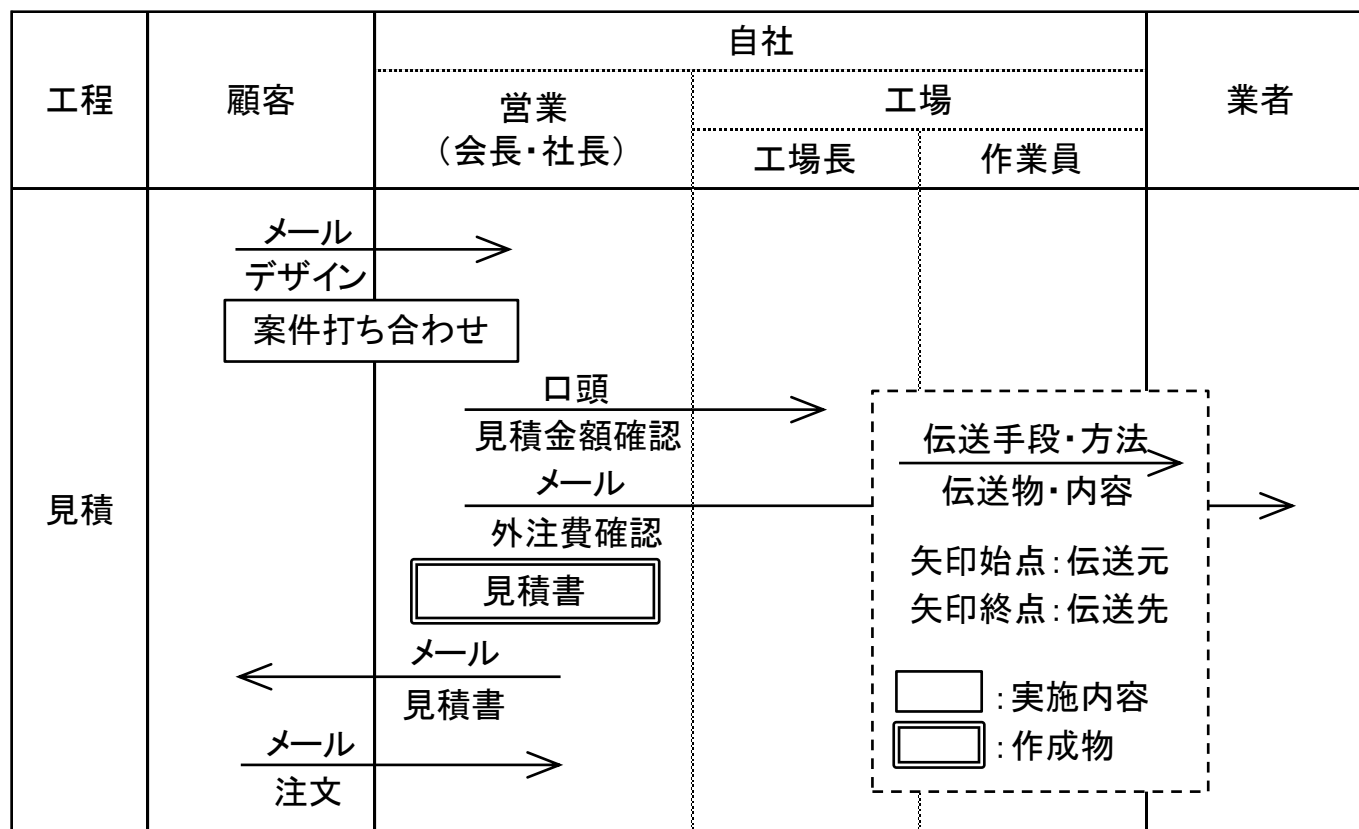 工程
顧客
自社
営業
（会長・社長）
工場
工場長
作業員
業者
見積
メール
デザイン
案件打ち合わせ
口頭
見積金額確認
メール
外注費確認
見積書
メール
見積書
メール
注文
伝送手段・方法
伝送物・内容
矢印始点：伝送元
矢印終点：伝送先
：実施内容
：作成物